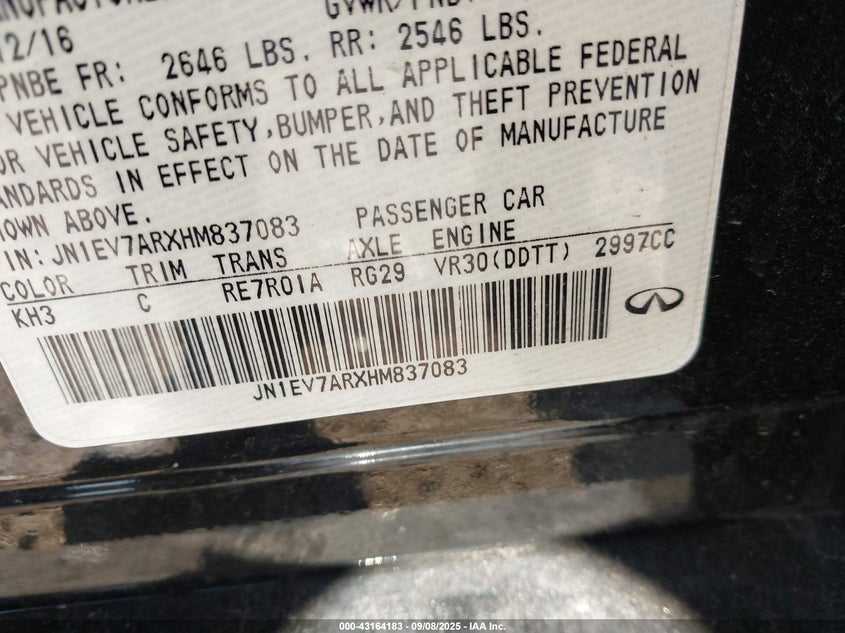 12/16
FR: 2646 LBS. RR: 2546 LBS.
VEHICLE CONFORMS TO ALL APPLICABLE FEDERAL
OR VEHICLE SAFETY,BUMPER,AND THEFT PREVENTION
ANDARDS IN EFFECT ON THE DATE OF MANUFACTURE
OWN ABOVE.
IN: JN1EV7ARXHM837083 PASSENGER CAR
COLOR TRIM TRANS AXLE ENGINE
KH3 C RE7R01A RG29 VR30(DDTT) 2997CC
JN1EV7ARXHM837083
000-43164183 - 09/08/2025 - IAA Inc.